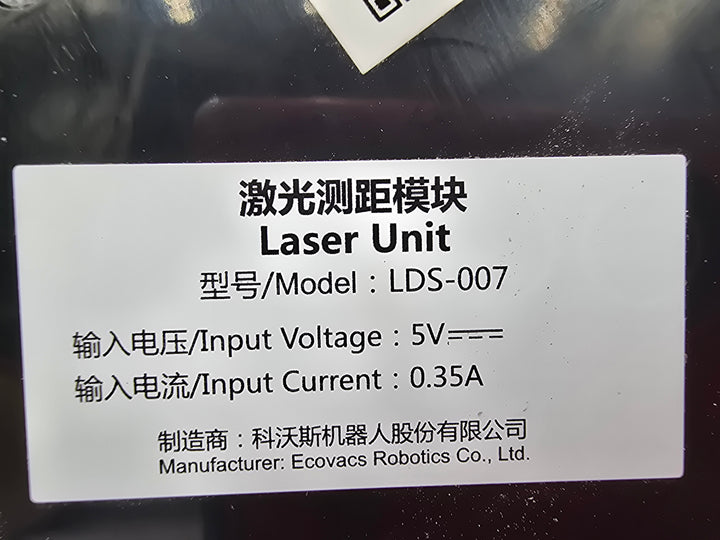 激光测距模块
Laser Unit
型号/Model : LDS-007
输入电压/Input Voltage : 5V⎓
输入电流/Input Current : 0.35A
制造商 : 科沃斯机器人股份有限公司
Manufacturer: Ecovacs Robotics Co., Ltd.